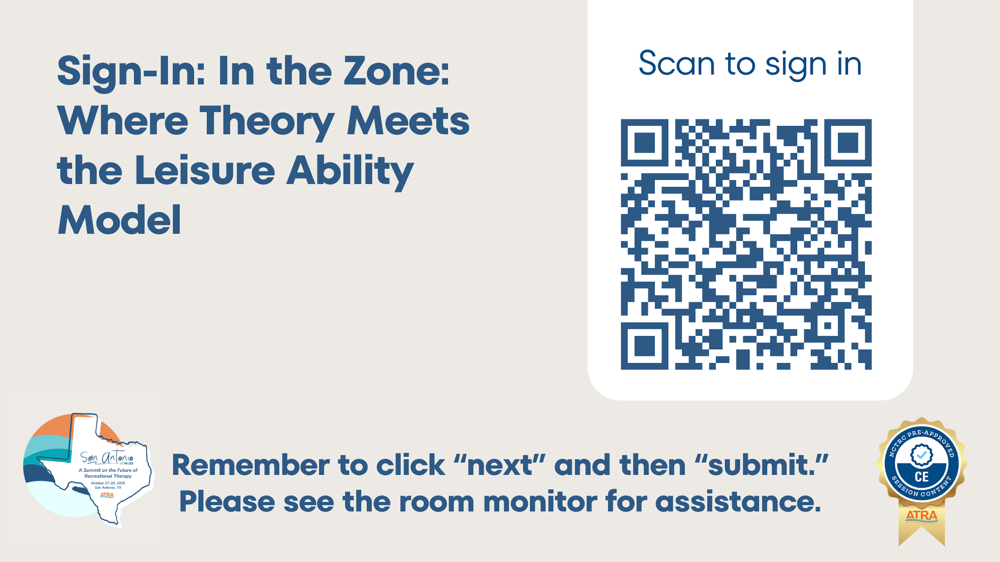 Sign-In: In the Zone:
Where Theory Meets
the Leisure Ability
Model
Scan to sign in
San Antonio
ATRA 2025
A Summit on the Future of
Recreational Therapy
October 17-20, 2025
San Antonio, TX
ATRA
Remember to click “next” and then “submit.”
Please see the room monitor for assistance.
NCTRC PRE-APPROVED
CE
SESSION CONTENT
ATRA